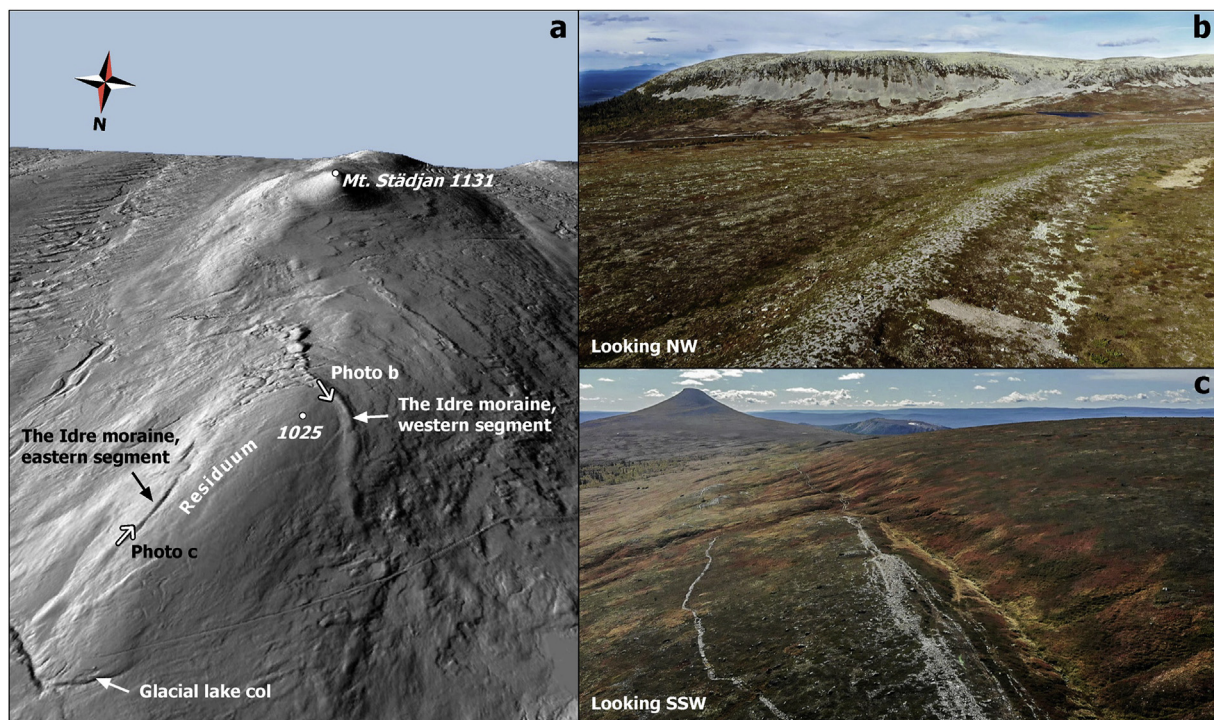 a
N
Mt. Städjan 1131
Photo b
The Idre moraine,
western segment
1025
The Idre moraine,
eastern segment
Residuum
Photo c
Glacial lake col
b
Looking NW
c
Looking SSW